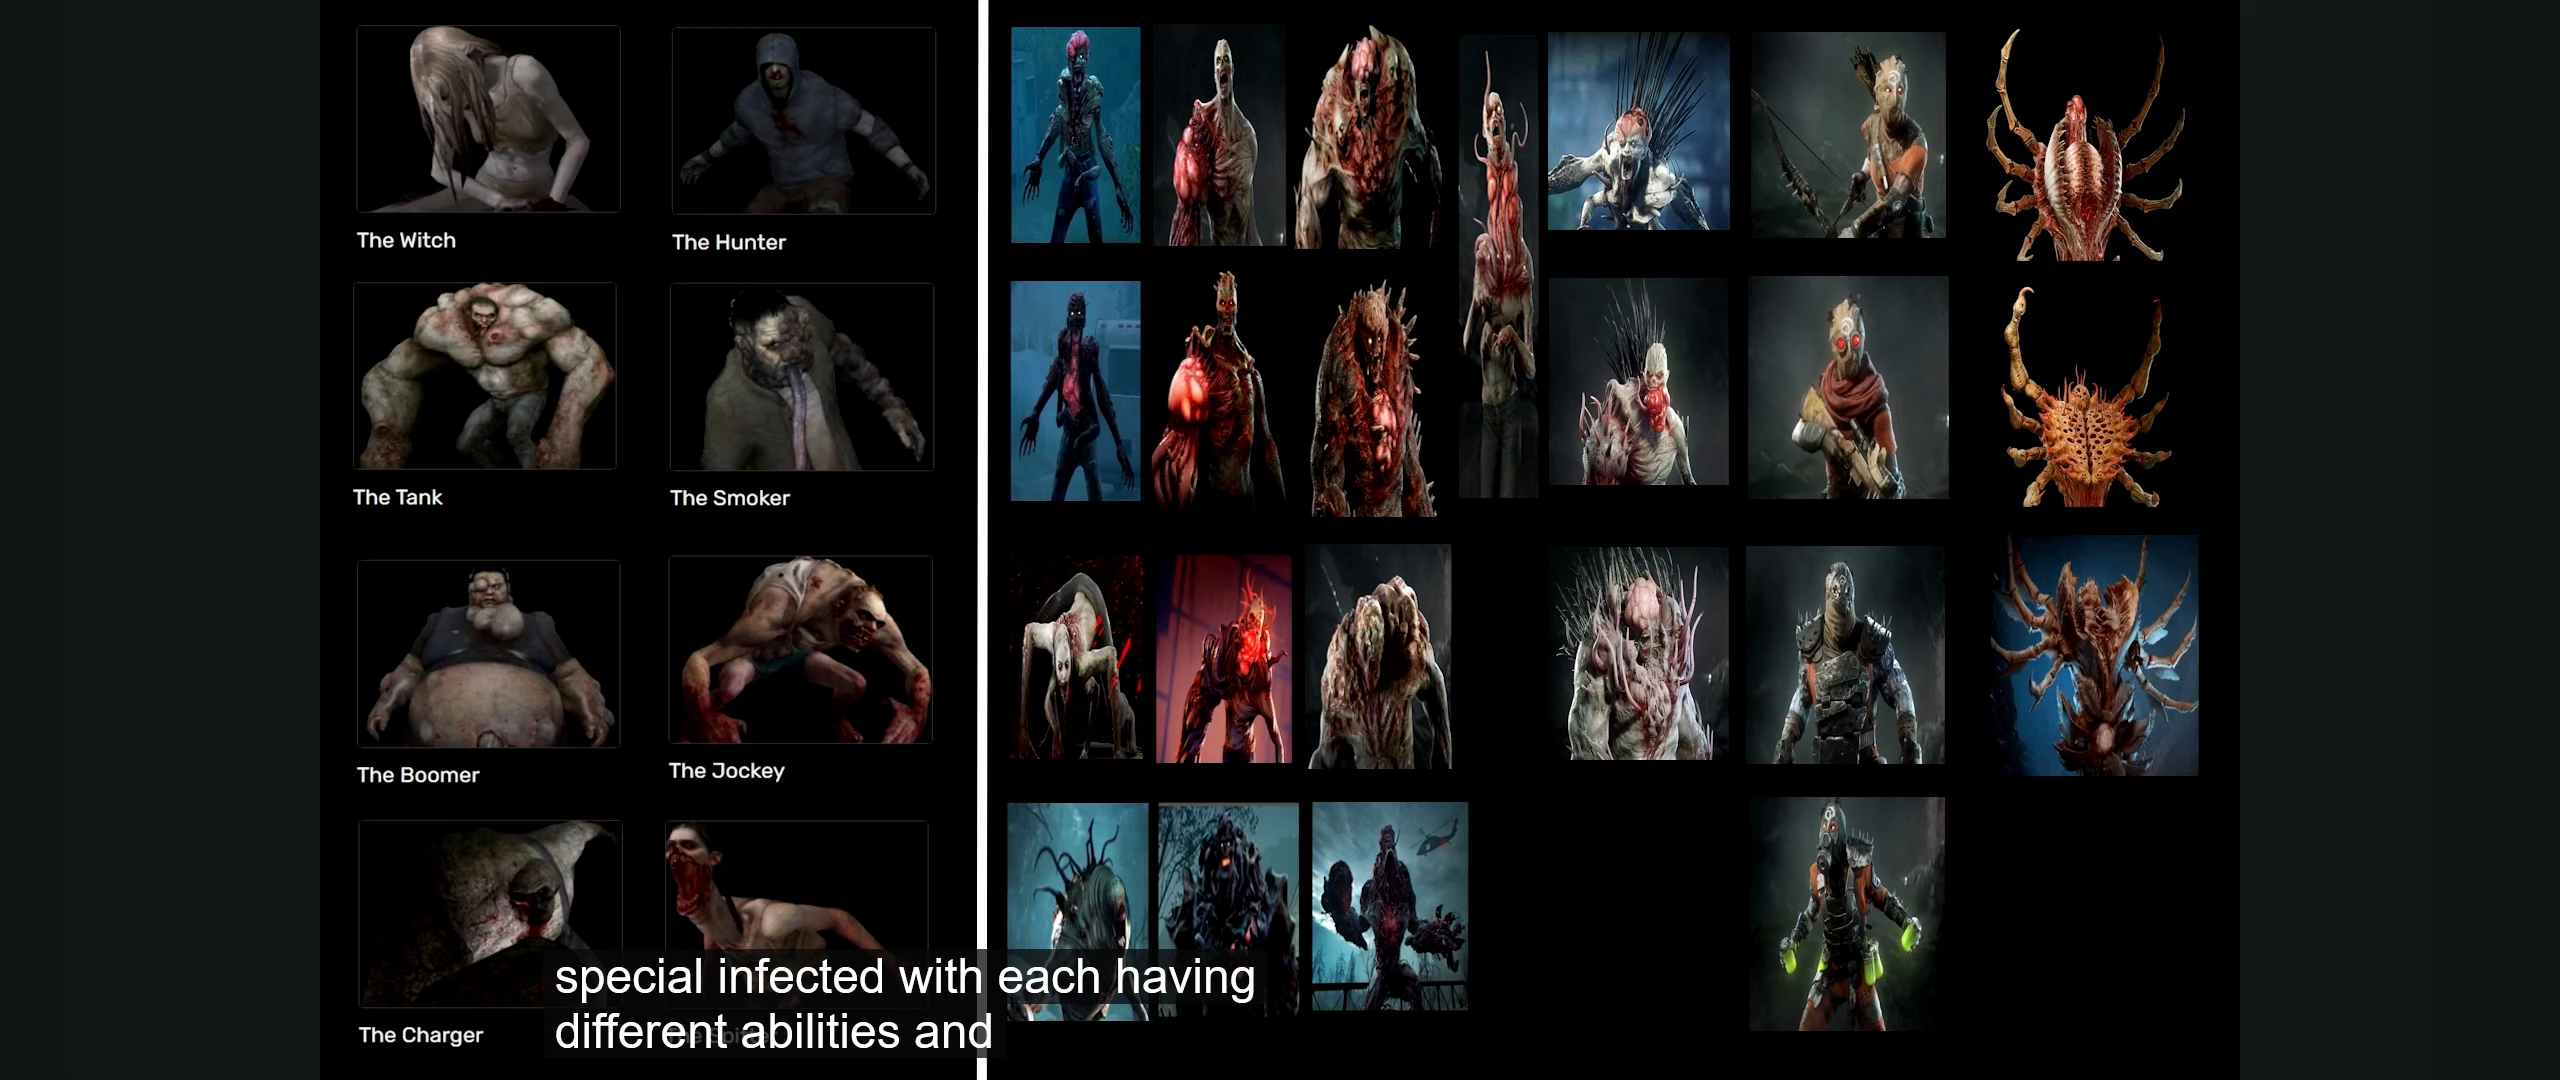 The Witch
The Hunter
The Tank
The Smoker
The Boomer
The Jockey
The Charger
special infected with each having
different abilities and